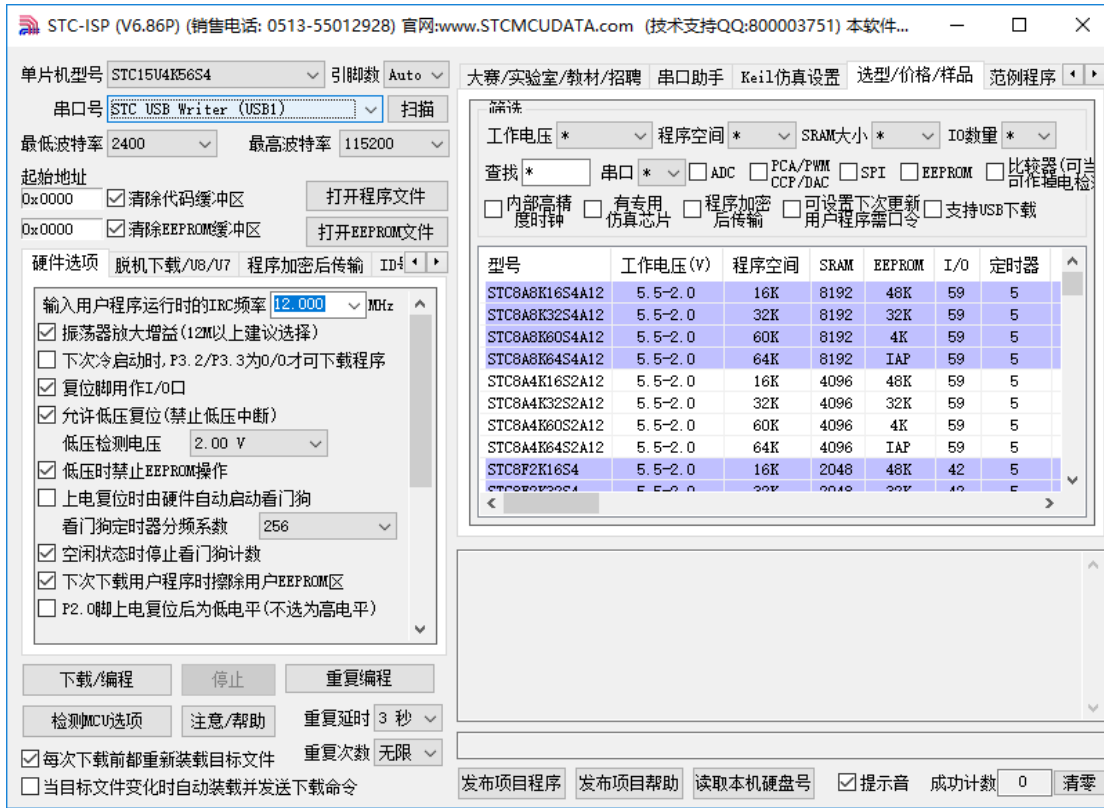 STC-ISP (V6.86P) (销售电话: 0513-55012928) 官网:www.STCMCUDATA.com (技术支持QQ:800003751) 本软件...
单片机型号 STC15U4K56S4 引脚数 Auto
串口号 STC USB Writer (USB1) 扫描
最低波特率 2400 最高波特率 115200
起始地址
0x0000 清除代码缓冲区 打开程序文件
0x0000 清除EEPROM缓冲区 打开EEPROM文件
硬件选项 脱机下载/U8/U7 程序加密后传输
输入用户程序运行时的IRC频率 12.000 MHz
振荡器放大增益(12M以上建议选择)
下次冷启动时,P3.2/P3.3为0/0才可下载程序
复位脚用作I/O口
允许低压复位(禁止低压中断)
低压检测电压 2.00 V
低压时禁止EEPROM操作
上电复位时由硬件自动启动看门狗
看门狗定时器分频系数 256
空闲状态时停止看门狗计数
下次下载用户程序时擦除用户EEPROM区
P2.0脚上电复位后为低电平(不选为高电平)
下载/编程 停止 重复编程
检测MCU选项 注意/帮助 重复延时 3 秒
每次下载前都重新装载目标文件 重复次数 无限
当目标文件变化时自动装载并发送下载命令
大赛/实验室/教材/招聘 串口助手 Keil仿真设置 选型/价格/样品 范例程序
筛选
工作电压 * 程序空间 * SRAM大小 * IO数量 *
查找 * 串口 * ADC PCA/PWM CCP/DAC SPI EEPROM 比较器(可当可作掉电检
内部高精度时钟 有专用仿真芯片 程序加密后传输 可设置下次更新用户程序需口令 支持USB下载
型号 工作电压(V) 程序空间 SRAM EEPROM I/O 定时器
STC8A8K16S4A12 5.5-2.0 16K 8192 48K 59 5
STC8A8K32S4A12 5.5-2.0 32K 8192 32K 59 5
STC8A8K60S4A12 5.5-2.0 60K 8192 4K 59 5
STC8A8K64S4A12 5.5-2.0 64K 8192 IAP 59 5
STC8A4K16S2A12 5.5-2.0 16K 4096 48K 59 5
STC8A4K32S2A12 5.5-2.0 32K 4096 32K 59 5
STC8A4K60S2A12 5.5-2.0 60K 4096 4K 59 5
STC8A4K64S2A12 5.5-2.0 64K 4096 IAP 59 5
STC8F2K16S4 5.5-2.0 16K 2048 48K 42 5
STC8F2K32S4 5.5-2.0 32K 2048 32K 42 5
发布项目程序 发布项目帮助 读取本机硬盘号 提示音 成功计数 0 清零